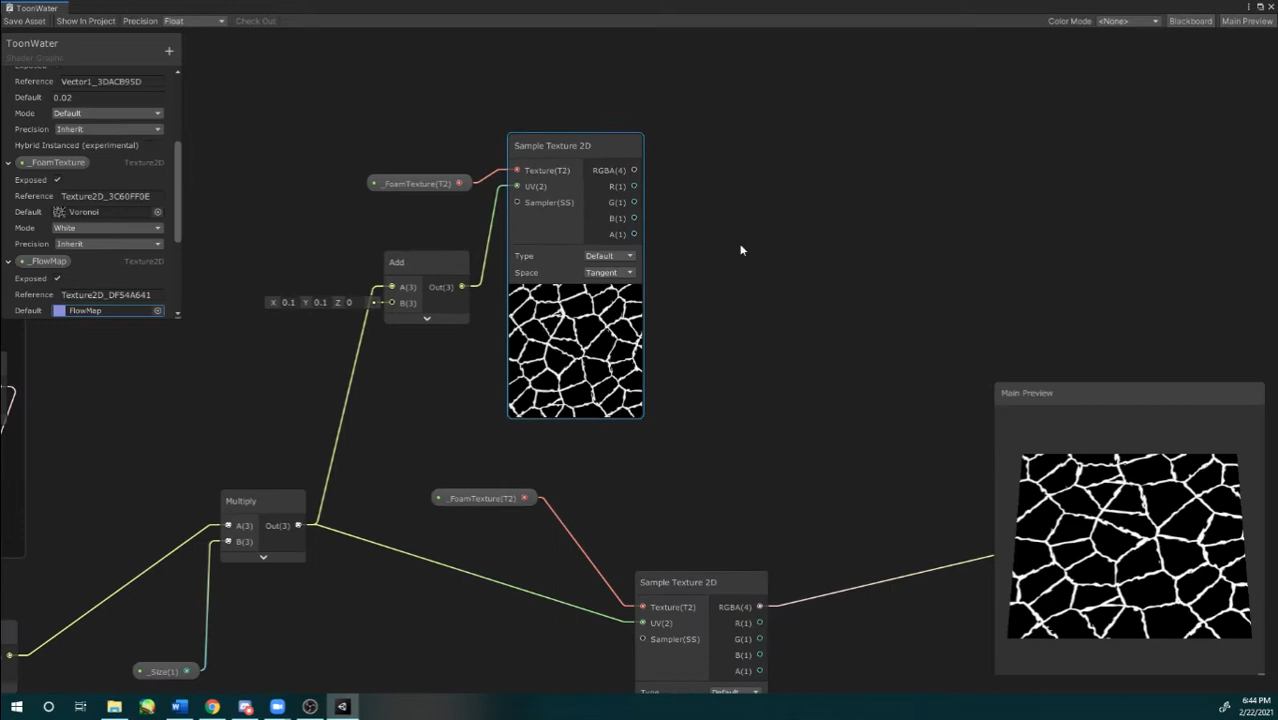 ToonWater
Save Asset Show In Project Precision Float Check Out Color Mode <None> Blackboard Main Preview
ToonWater
Shader Graphs
Exposed
Reference Vector1_3DACB95D
Default 0.02
Mode Default
Precision Inherit
Hybrid Instanced (experimental)
_FoamTexture Texture2D
Exposed
Reference Texture2D_3C60FF0E
Default Voronoi
Mode White
Precision Inherit
_FlowMap Texture2D
Exposed
Reference Texture2D_DF54A641
Default FlowMap
_FoamTexture(T2)
Sample Texture 2D
Texture(T2) RGBA(4)
UV(2) R(1)
Sampler(SS) G(1)
B(1)
A(1)
Type Default
Space Tangent
Add
A(3) Out(3)
B(3)
X 0.1 Y 0.1 Z 0
Main Preview
Multiply
A(3) Out(3)
B(3)
_FoamTexture(T2)
Sample Texture 2D
Texture(T2) RGBA(4)
UV(2) R(1)
Sampler(SS) G(1)
B(1)
A(1)
Type Default
_Size(1)
6:44 PM
2/22/2021